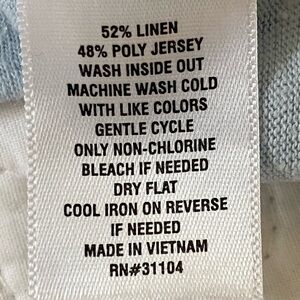 52% LINEN
48% POLY JERSEY
WASH INSIDE OUT
MACHINE WASH COLD
WITH LIKE COLORS
GENTLE CYCLE
ONLY NON-CHLORINE
BLEACH IF NEEDED
DRY FLAT
COOL IRON ON REVERSE
IF NEEDED
MADE IN VIETNAM
RN#31104